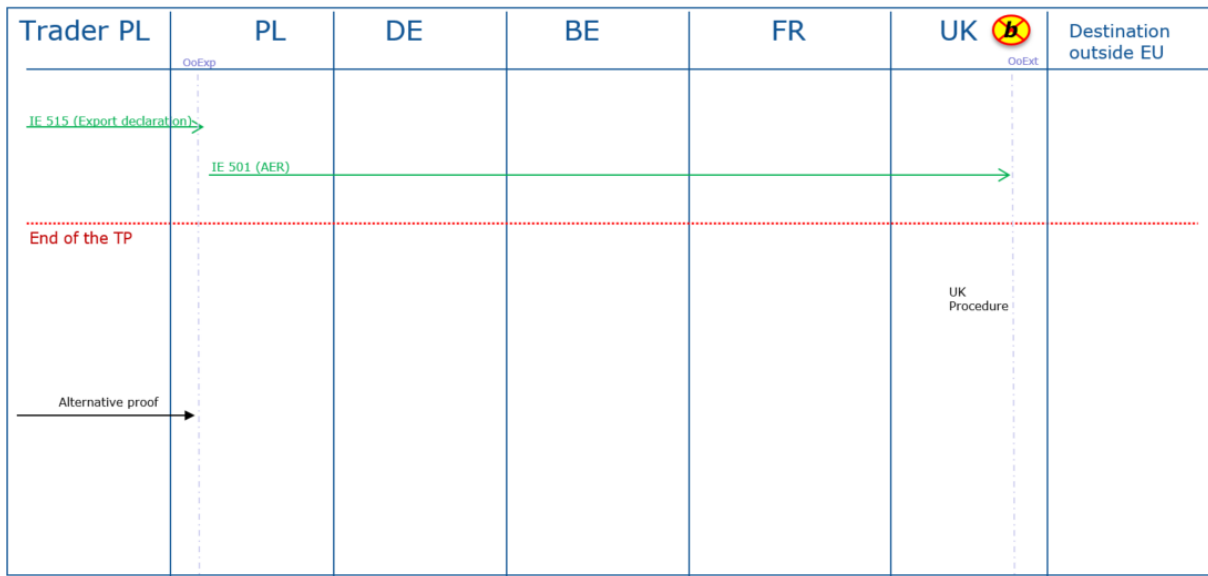 Trader PL
PL
DE
BE
FR
UK
b
Destination
outside EU
OoExp
OoExt
IE 515 (Export declaration)
IE 501 (AER)
End of the TP
UK
Procedure
Alternative proof